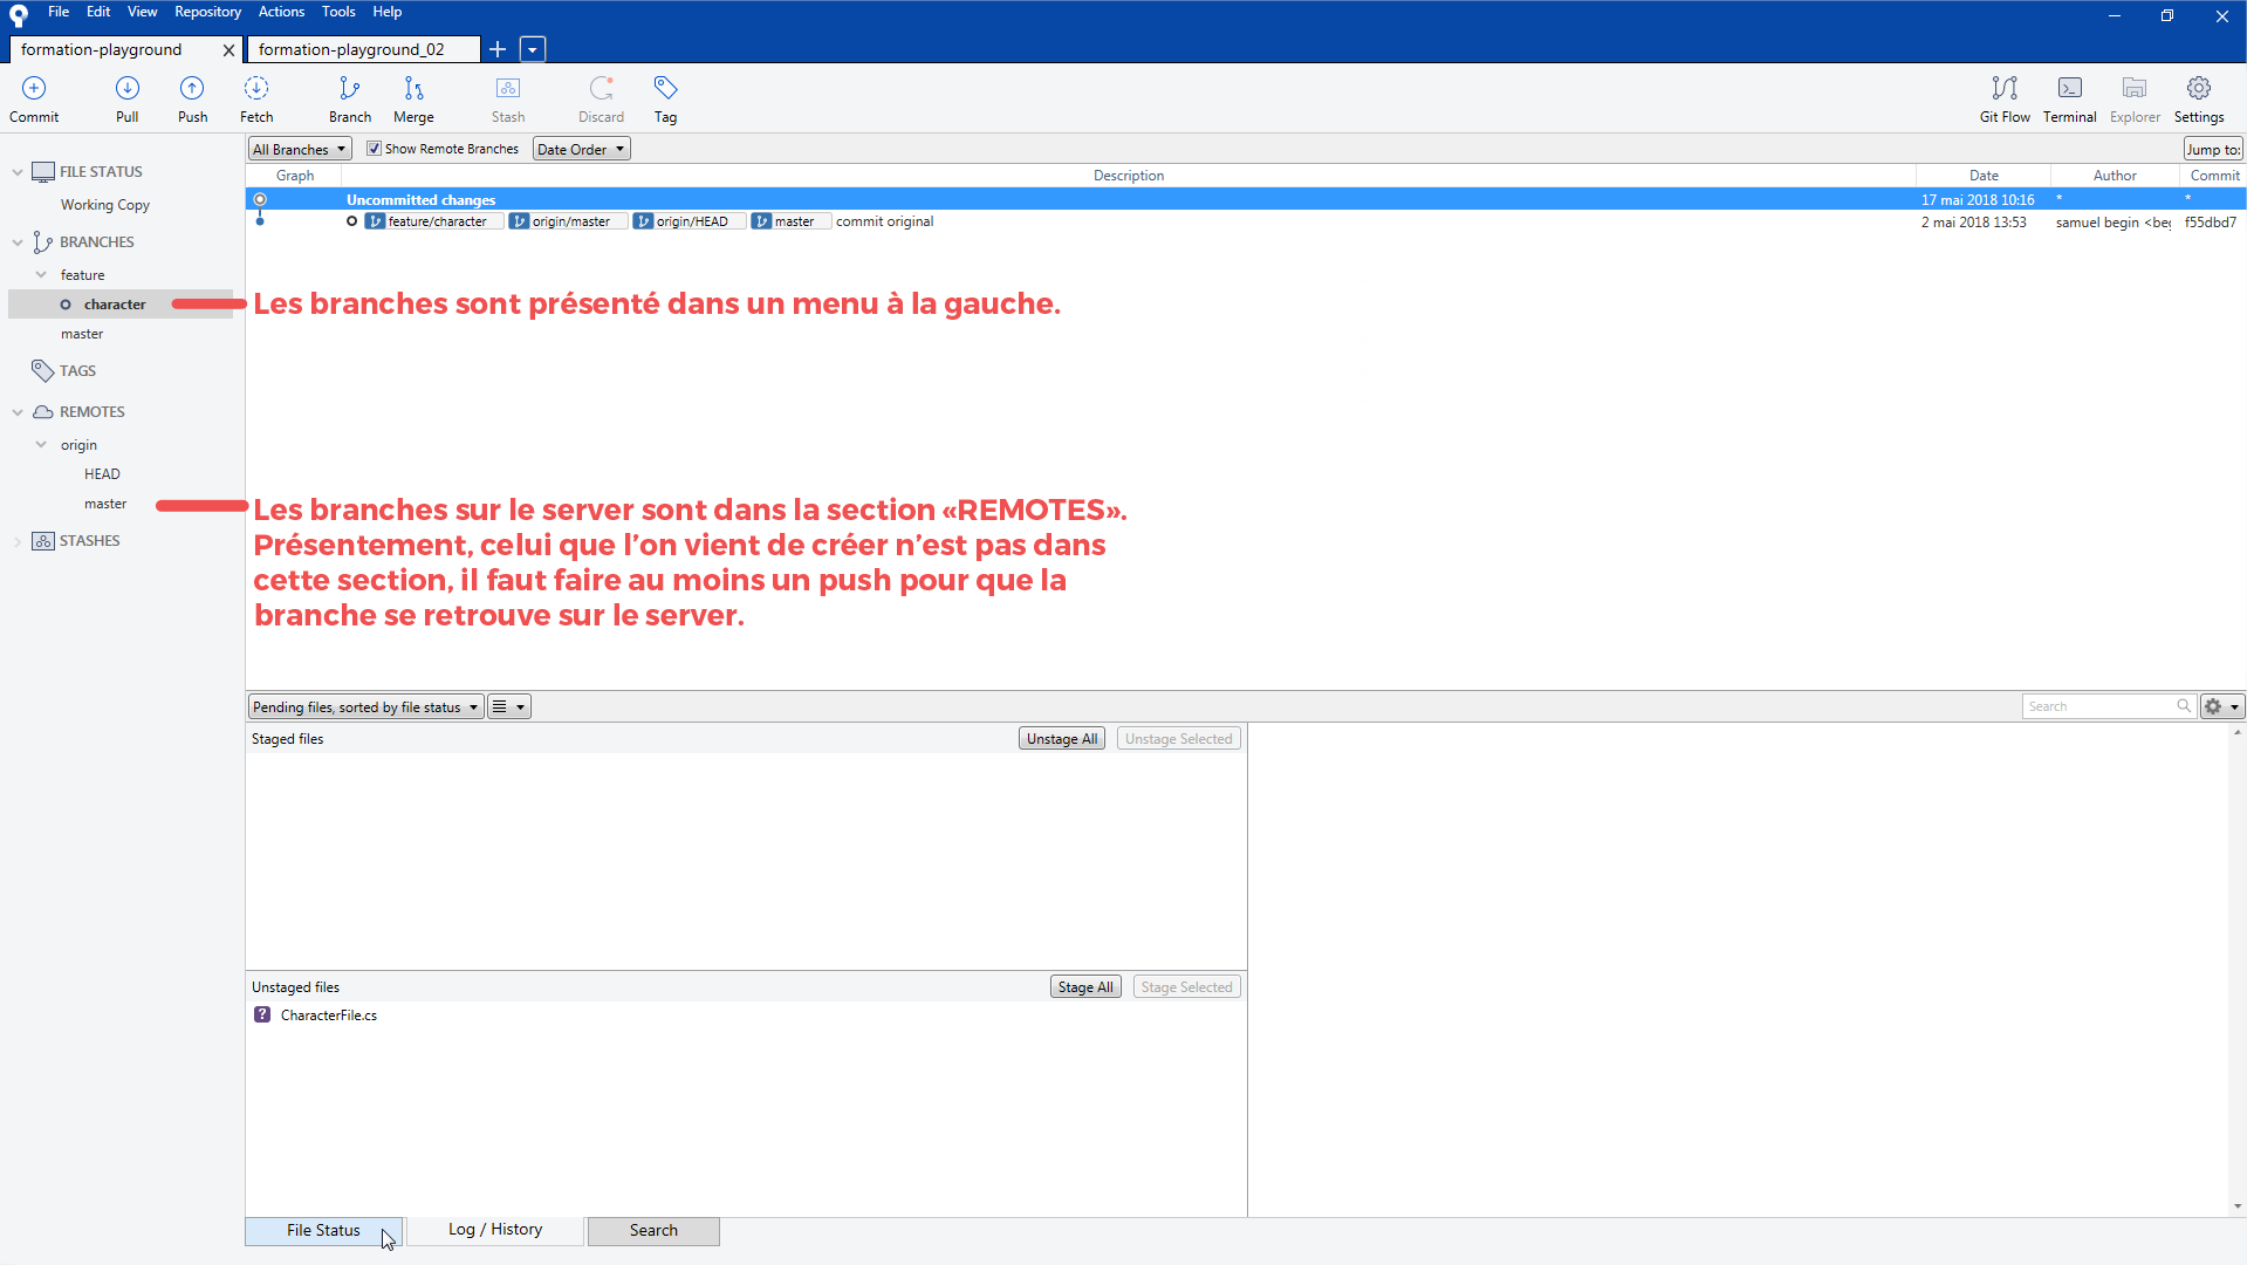 File Edit View Repository Actions Tools Help
formation-playground formation-playground_02
Commit Pull Push Fetch Branch Merge Stash Discard Tag Git Flow Terminal Explorer Settings
All Branches Show Remote Branches Date Order Jump to:
Graph Description Date Author Commit
Uncommitted changes 17 mai 2018 10:16 * *
feature/character origin/master origin/HEAD master commit original 2 mai 2018 13:53 samuel begin <beg f55dbd7
FILE STATUS
Working Copy
BRANCHES
feature
character
master
TAGS
REMOTES
origin
HEAD
master
STASHES
Les branches sont présenté dans un menu à la gauche.
Les branches sur le server sont dans la section «REMOTES».
Présentement, celui que l’on vient de créer n’est pas dans
cette section, il faut faire au moins un push pour que la
branche se retrouve sur le server.
Pending files, sorted by file status Search
Staged files Unstage All Unstage Selected
Unstaged files Stage All Stage Selected
? CharacterFile.cs
File Status Log / History Search